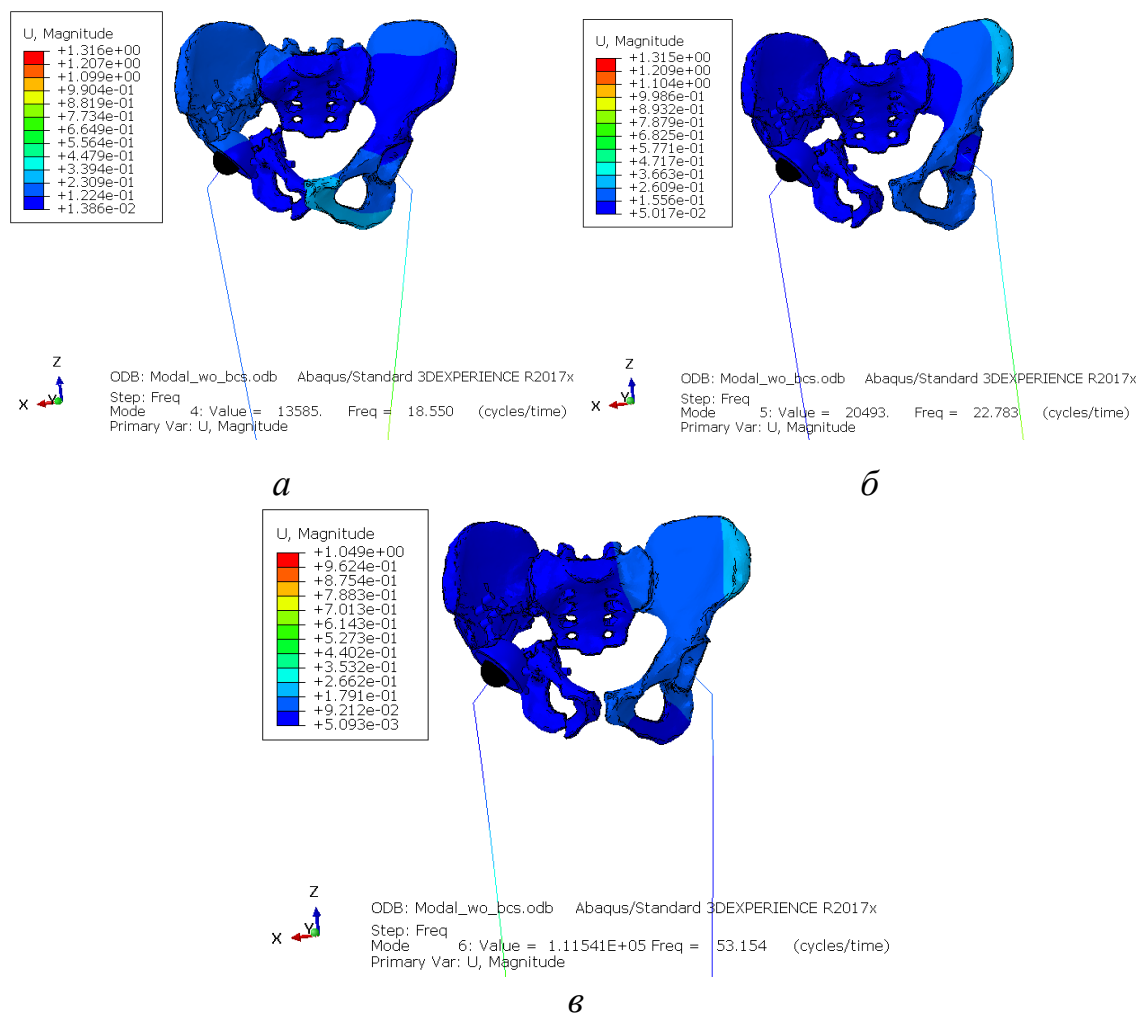 U, Magnitude
+1.316e+00
+1.207e+00
+1.099e+00
+9.904e-01
+8.819e-01
+7.734e-01
+6.649e-01
+5.564e-01
+4.479e-01
+3.394e-01
+2.309e-01
+1.224e-01
+1.386e-02
Z
Y
X
ODB: Modal_wo_bcs.odb Abaqus/Standard 3DEXPERIENCE R2017x
Step: Freq
Mode 4: Value = 13585. Freq = 18.550 (cycles/time)
Primary Var: U, Magnitude
а
U, Magnitude
+1.315e+00
+1.209e+00
+1.104e+00
+9.986e-01
+8.932e-01
+7.879e-01
+6.825e-01
+5.771e-01
+4.717e-01
+3.663e-01
+2.609e-01
+1.556e-01
+5.017e-02
Z
Y
X
ODB: Modal_wo_bcs.odb Abaqus/Standard 3DEXPERIENCE R2017x
Step: Freq
Mode 5: Value = 20493. Freq = 22.783 (cycles/time)
Primary Var: U, Magnitude
б
U, Magnitude
+1.049e+00
+9.624e-01
+8.754e-01
+7.883e-01
+7.013e-01
+6.143e-01
+5.273e-01
+4.402e-01
+3.532e-01
+2.662e-01
+1.791e-01
+9.212e-02
+5.093e-03
Z
Y
X
ODB: Modal_wo_bcs.odb Abaqus/Standard 3DEXPERIENCE R2017x
Step: Freq
Mode 6: Value = 1.11541E+05 Freq = 53.154 (cycles/time)
Primary Var: U, Magnitude
в